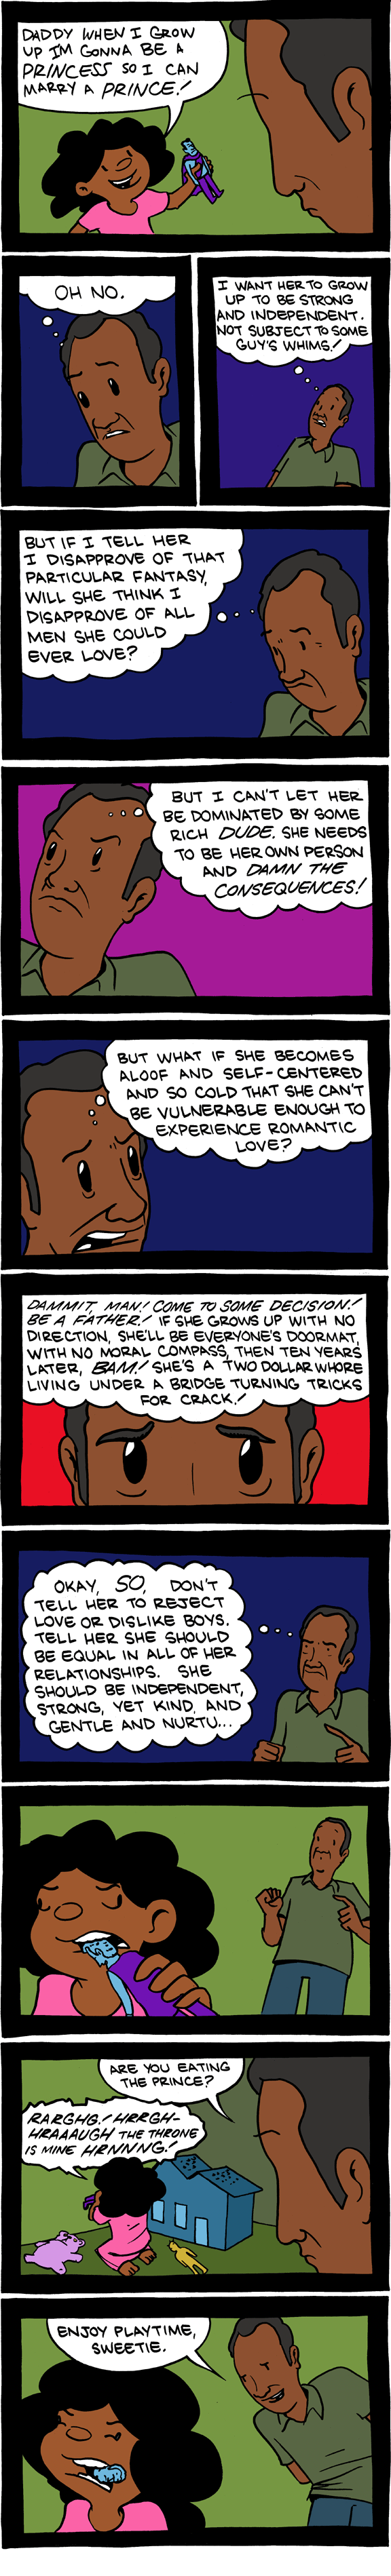 DADDY WHEN I GROW
UP I'M GONNA BE A
PRINCESS SO I CAN
MARRY A PRINCE!
OH NO.
I WANT HER TO GROW
UP TO BE STRONG
AND INDEPENDENT.
NOT SUBJECT TO SOME
GUY'S WHIMS!
BUT IF I TELL HER
I DISAPPROVE OF THAT
PARTICULAR FANTASY,
WILL SHE THINK I
DISAPPROVE OF ALL
MEN SHE COULD
EVER LOVE?
BUT I CAN'T LET HER
BE DOMINATED BY SOME
RICH DUDE. SHE NEEDS
TO BE HER OWN PERSON
AND DAMN THE
CONSEQUENCES!
BUT WHAT IF SHE BECOMES
ALOOF AND SELF-CENTERED
AND SO COLD THAT SHE CAN'T
BE VULNERABLE ENOUGH TO
EXPERIENCE ROMANTIC
LOVE?
DAMMIT, MAN! COME TO SOME DECISION!
BE A FATHER! IF SHE GROWS UP WITH NO
DIRECTION, SHE'LL BE EVERYONE'S DOORMAT,
WITH NO MORAL COMPASS, THEN TEN YEARS
LATER, BAM! SHE'S A TWO DOLLAR WHORE
LIVING UNDER A BRIDGE TURNING TRICKS
FOR CRACK!
OKAY, SO, DON'T
TELL HER TO REJECT
LOVE OR DISLIKE BOYS.
TELL HER SHE SHOULD
BE EQUAL IN ALL OF HER
RELATIONSHIPS. SHE
SHOULD BE INDEPENDENT,
STRONG, YET KIND, AND
GENTLE AND NURTU...
ARE YOU EATING
THE PRINCE?
RARGHG! HRRGH-
HRAAAUGH THE THRONE
IS MINE HRNNNG!
ENJOY PLAYTIME,
SWEETIE.